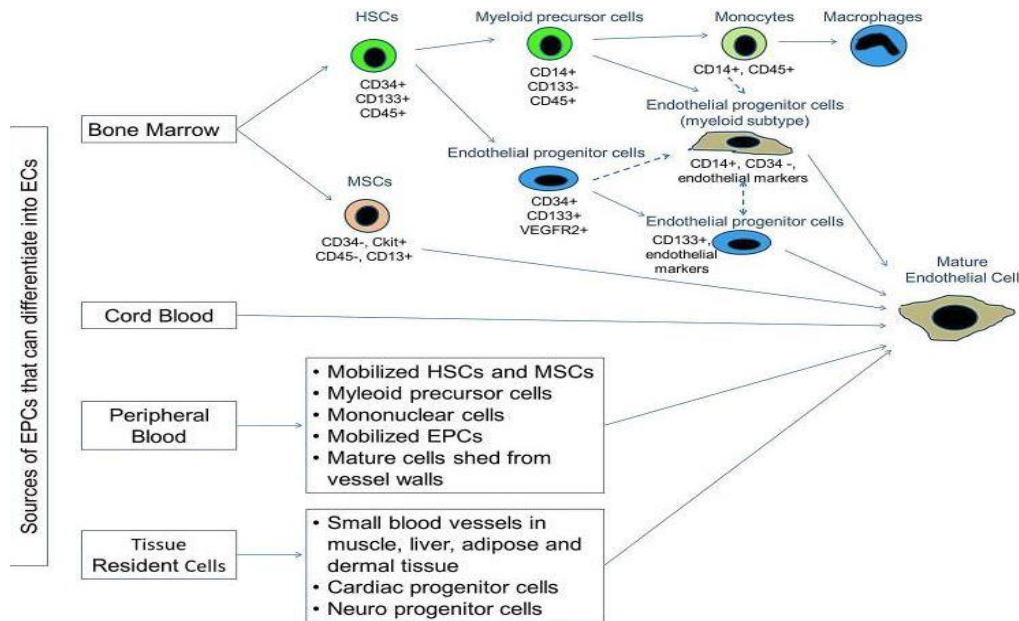 Sources of EPCs that can differentiate into ECs
Bone Marrow
HSCs
CD34+
CD133+
CD45+
Myeloid precursor cells
CD14+
CD133-
CD45+
Monocytes
CD14+, CD45+
Macrophages
Endothelial progenitor cells
(myeloid subtype)
CD14+, CD34 -,
endothelial markers
Endothelial progenitor cells
CD34+
CD133+
VEGFR2+
Endothelial progenitor cells
CD133+,
endothelial
markers
MSCs
CD34-, Ckit+
CD45-, CD13+
Mature
Endothelial Cell
Cord Blood
Peripheral
Blood
• Mobilized HSCs and MSCs
• Myleoid precursor cells
• Mononuclear cells
• Mobilized EPCs
• Mature cells shed from
vessel walls
Tissue
Resident Cells
• Small blood vessels in
muscle, liver, adipose and
dermal tissue
• Cardiac progenitor cells
• Neuro progenitor cells